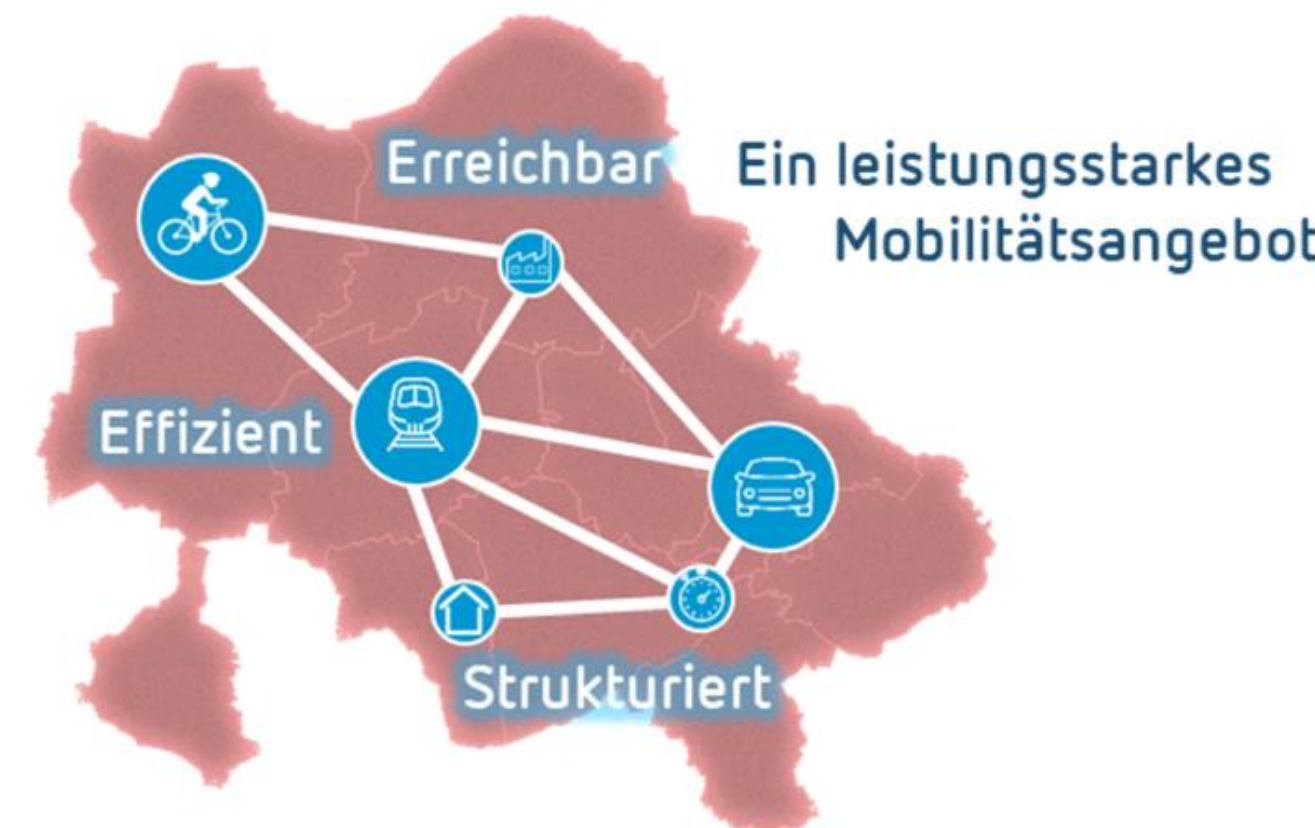 Erreichbar
Ein leistungsstarkes
Mobilitätsangebot
Effizient
Strukturiert